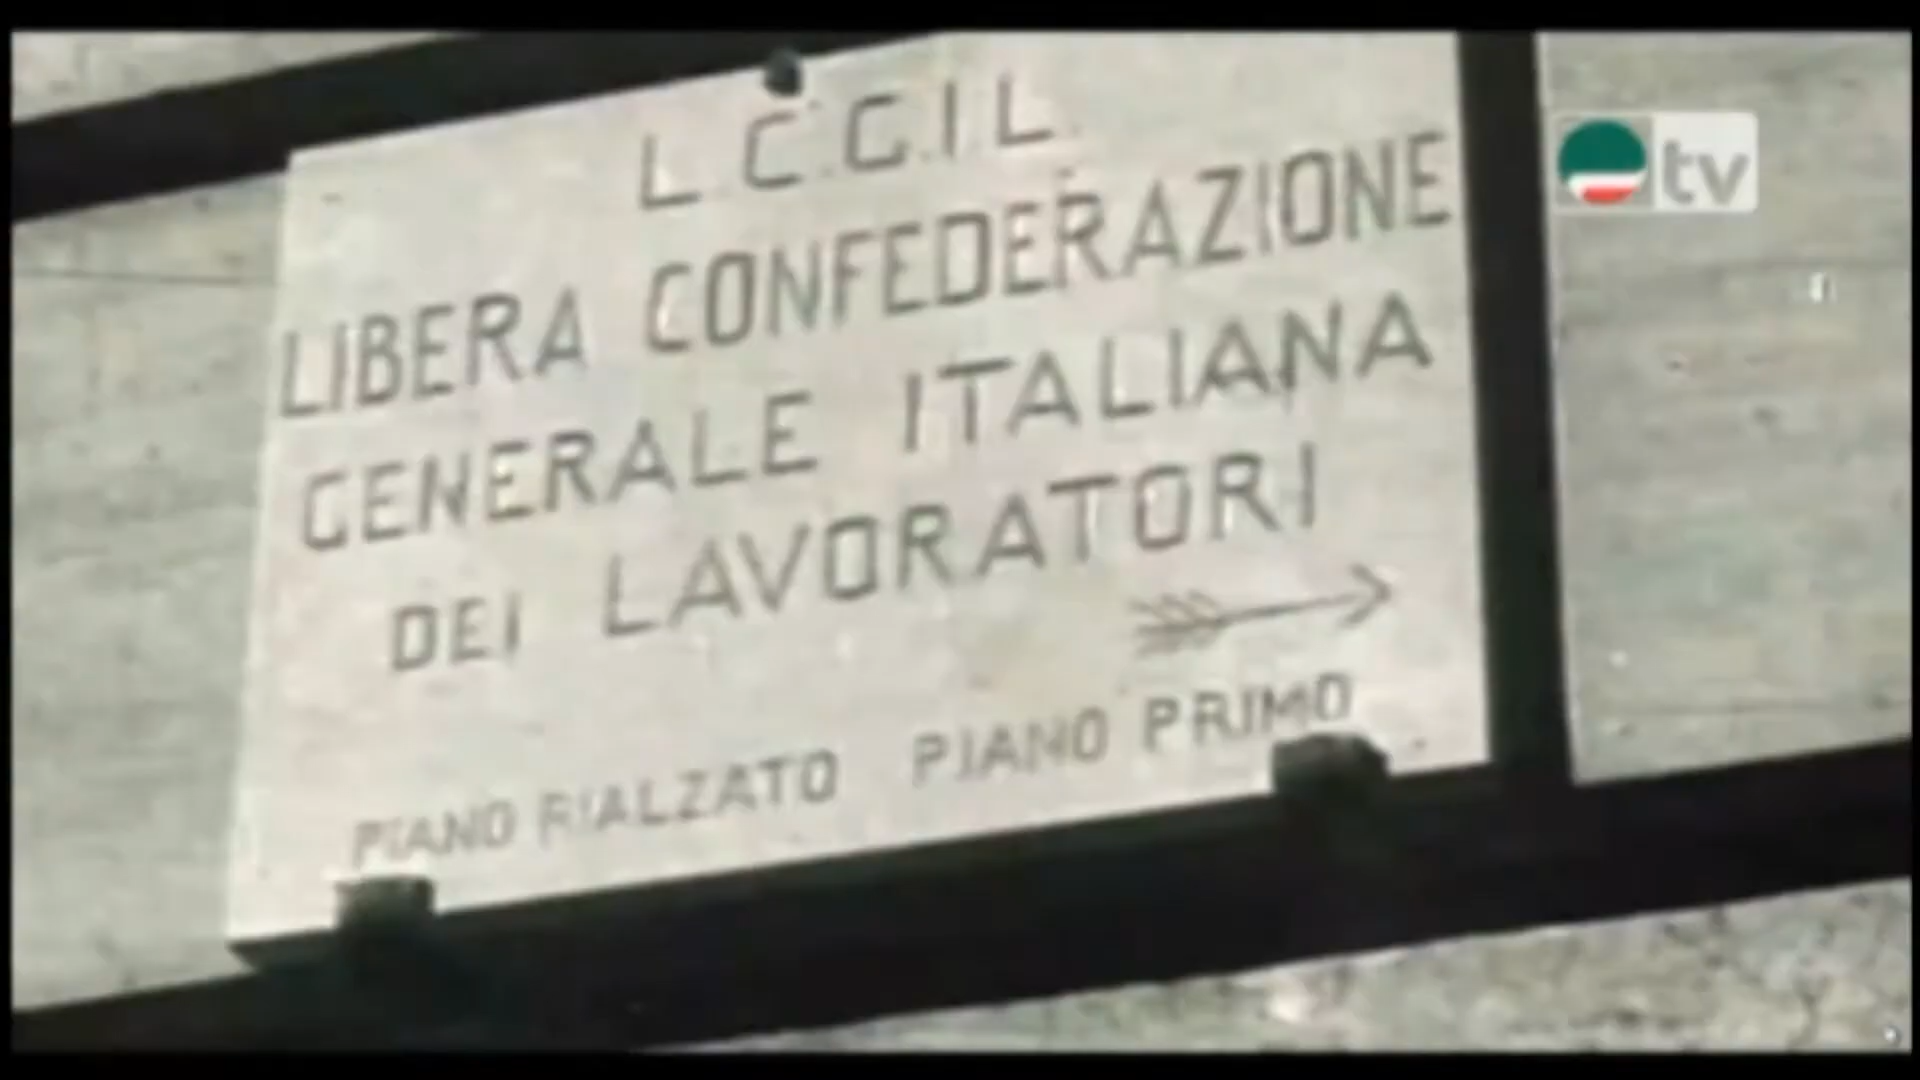 L.C.G.I.L.
LIBERA CONFEDERAZIONE
GENERALE ITALIANA
DEI LAVORATORI
PIANO RIALZATO PIANO PRIMO
tv